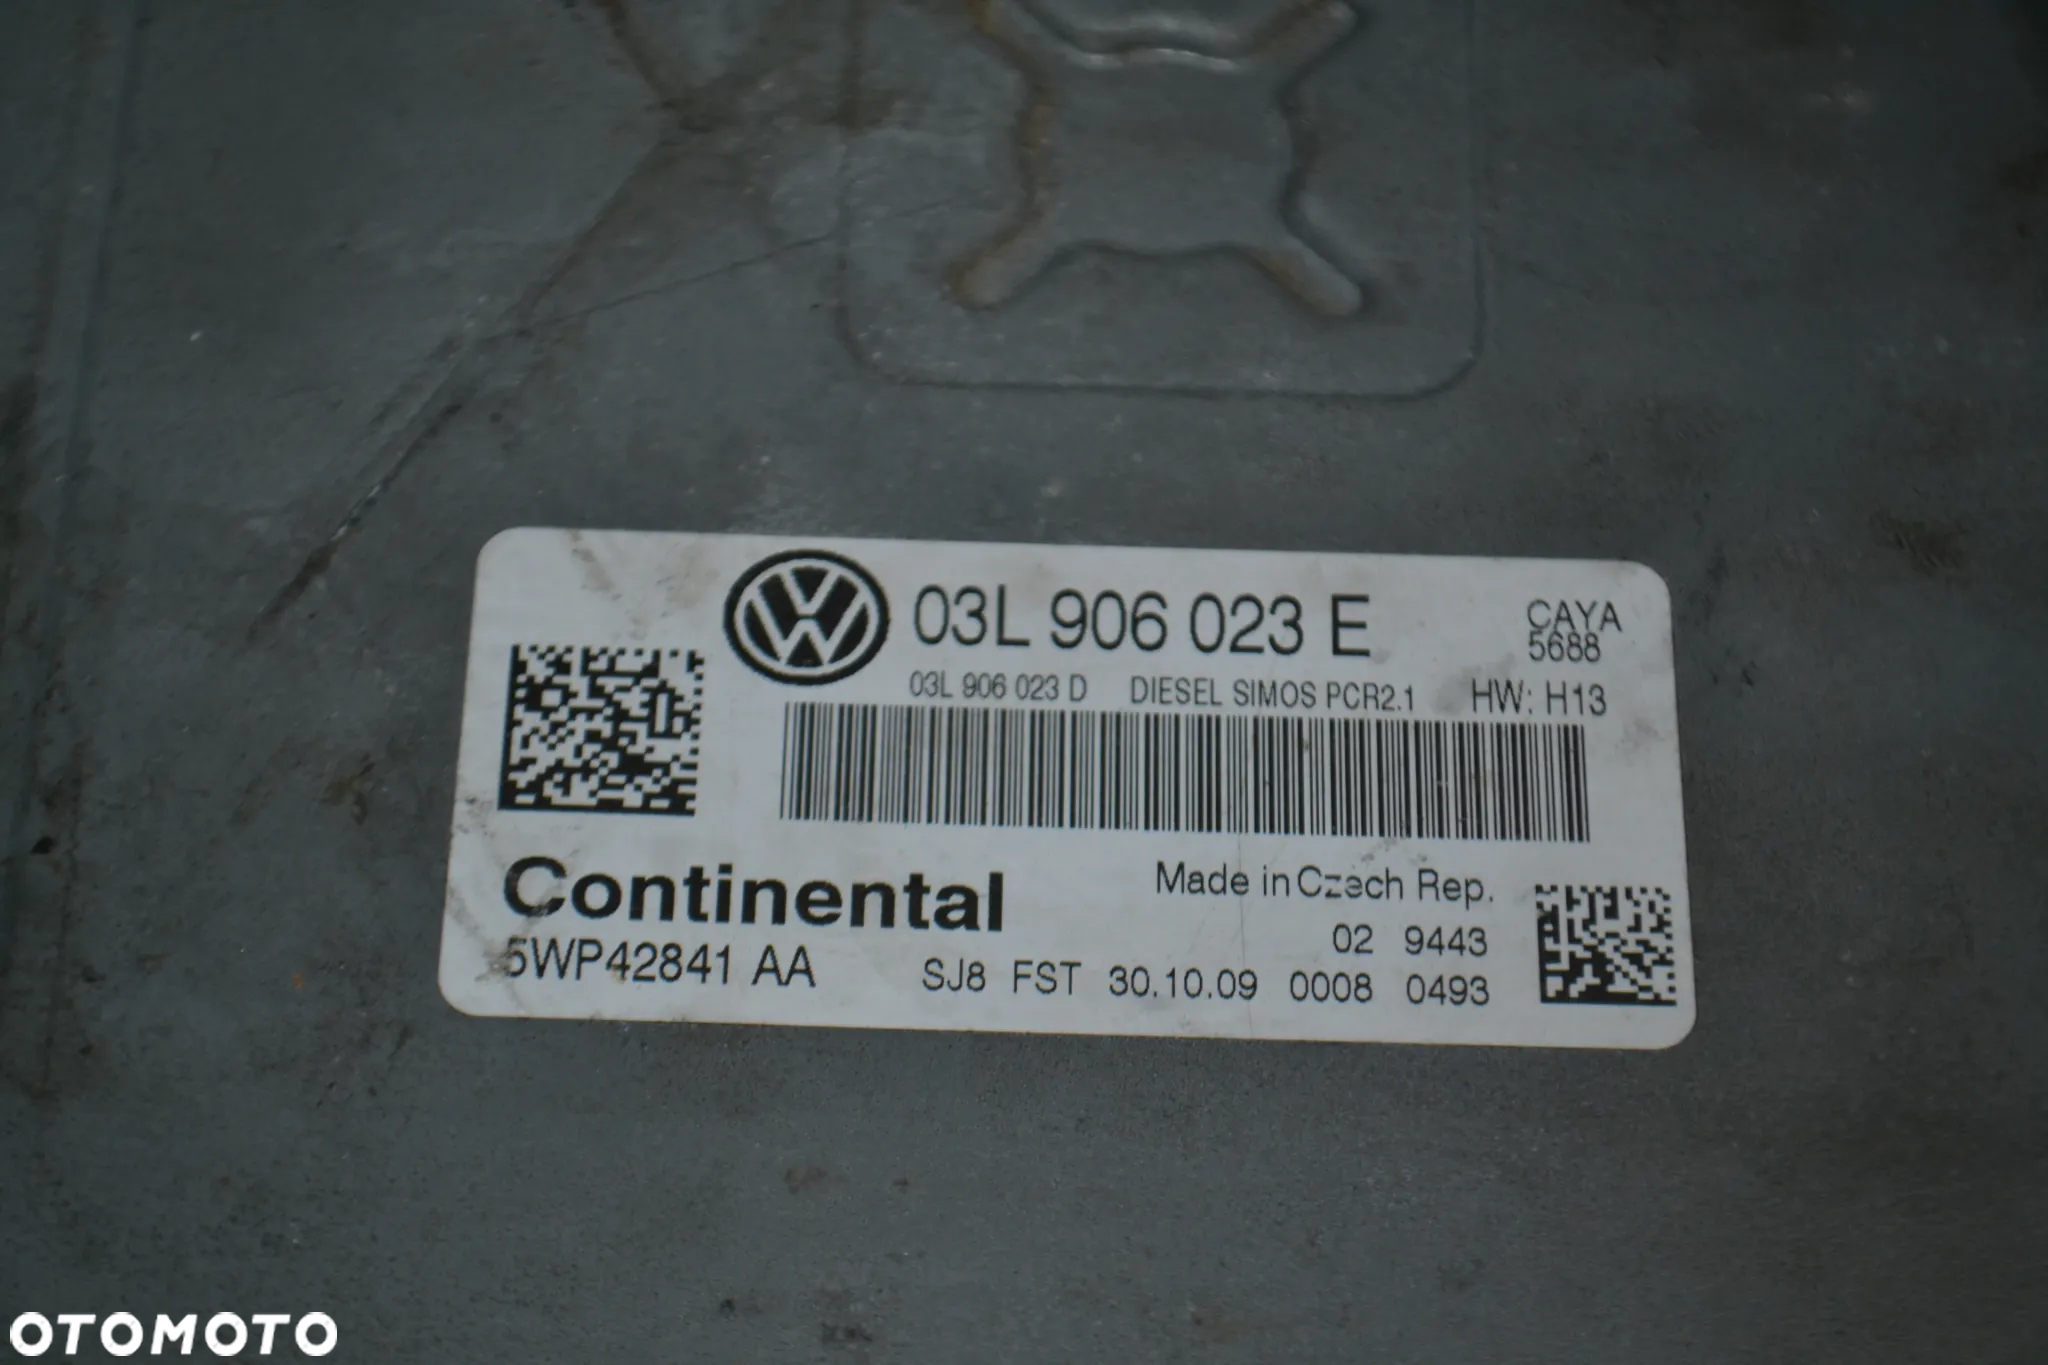 03L 906 023 E
CAYA
5688
03L 906 023 D DIESEL SIMOS PCR2.1 HW: H13
Continental
Made in Czech Rep.
5WP42841 AA
02 9443
SJ8 FST 30.10.09 0008 0493
OTOMOTO